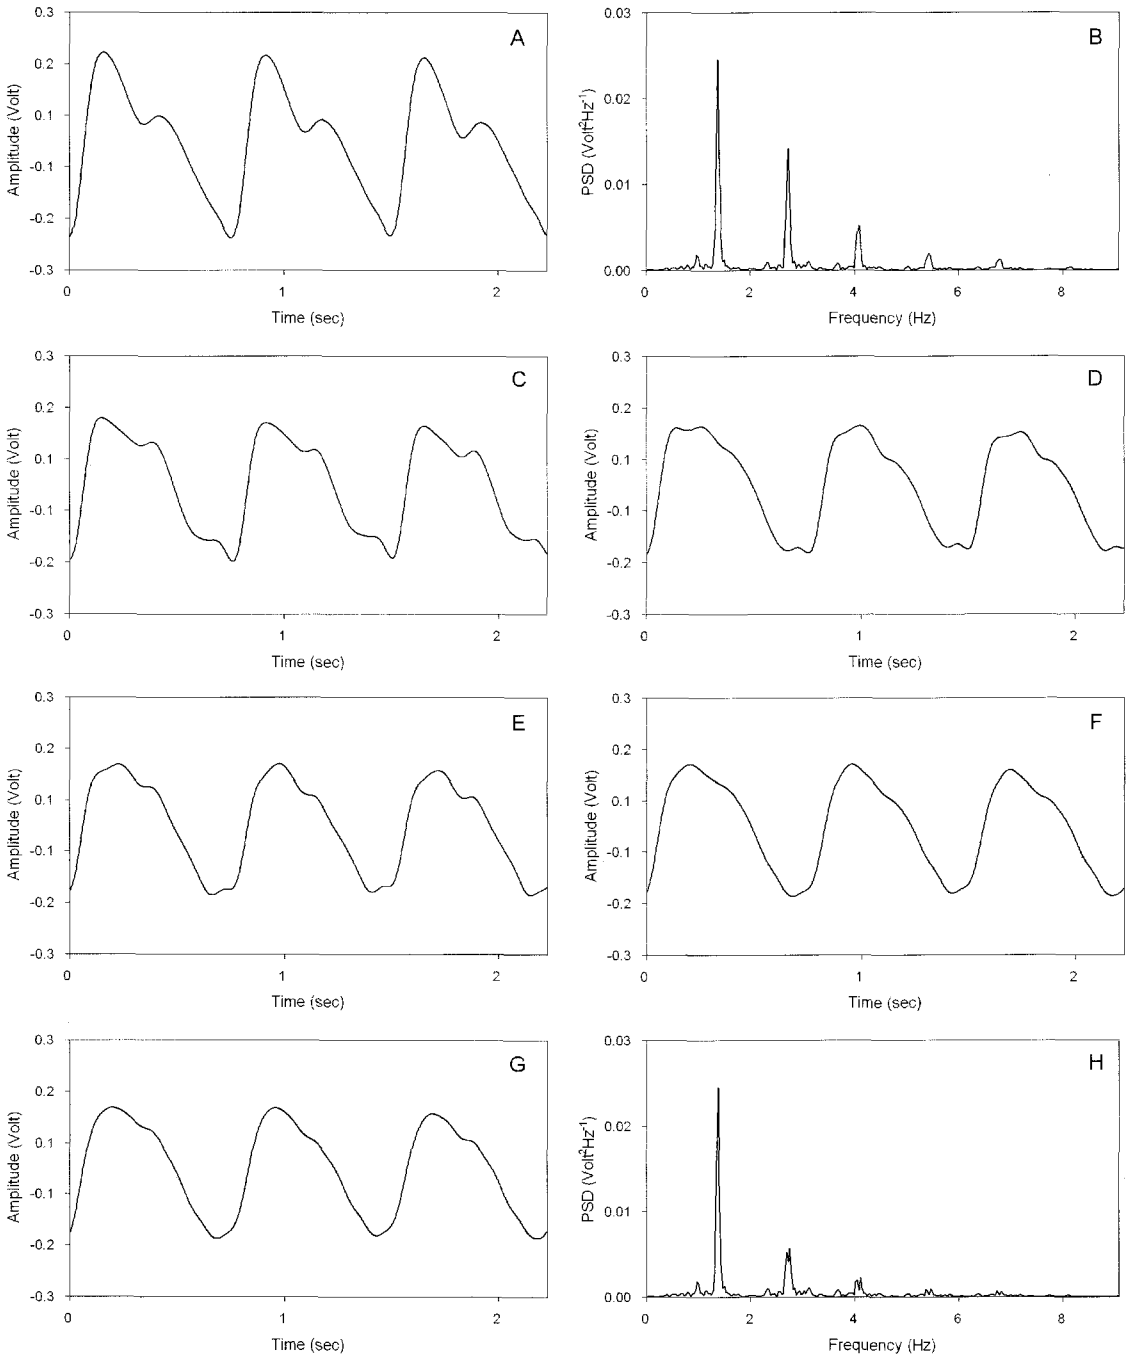 A
Amplitude (Volt)
0.3
0.2
0.1
-0.1
-0.2
-0.3
0 1 2
Time (sec)
B
PSD (Volt²Hz⁻¹)
0.03
0.02
0.01
0.00
0 2 4 6 8
Frequency (Hz)
C
Amplitude (Volt)
0.3
0.2
0.1
-0.1
-0.2
-0.3
0 1 2
Time (sec)
D
Amplitude (Volt)
0.3
0.2
0.1
-0.1
-0.2
-0.3
0 1 2
Time (sec)
E
Amplitude (Volt)
0.3
0.2
0.1
-0.1
-0.2
-0.3
0 1 2
Time (sec)
F
Amplitude (Volt)
0.3
0.2
0.1
-0.1
-0.2
-0.3
0 1 2
Time (sec)
G
Amplitude (Volt)
0.3
0.2
0.1
-0.1
-0.2
-0.3
0 1 2
Time (sec)
H
PSD (Volt²Hz⁻¹)
0.03
0.02
0.01
0.00
0 2 4 6 8
Frequency (Hz)